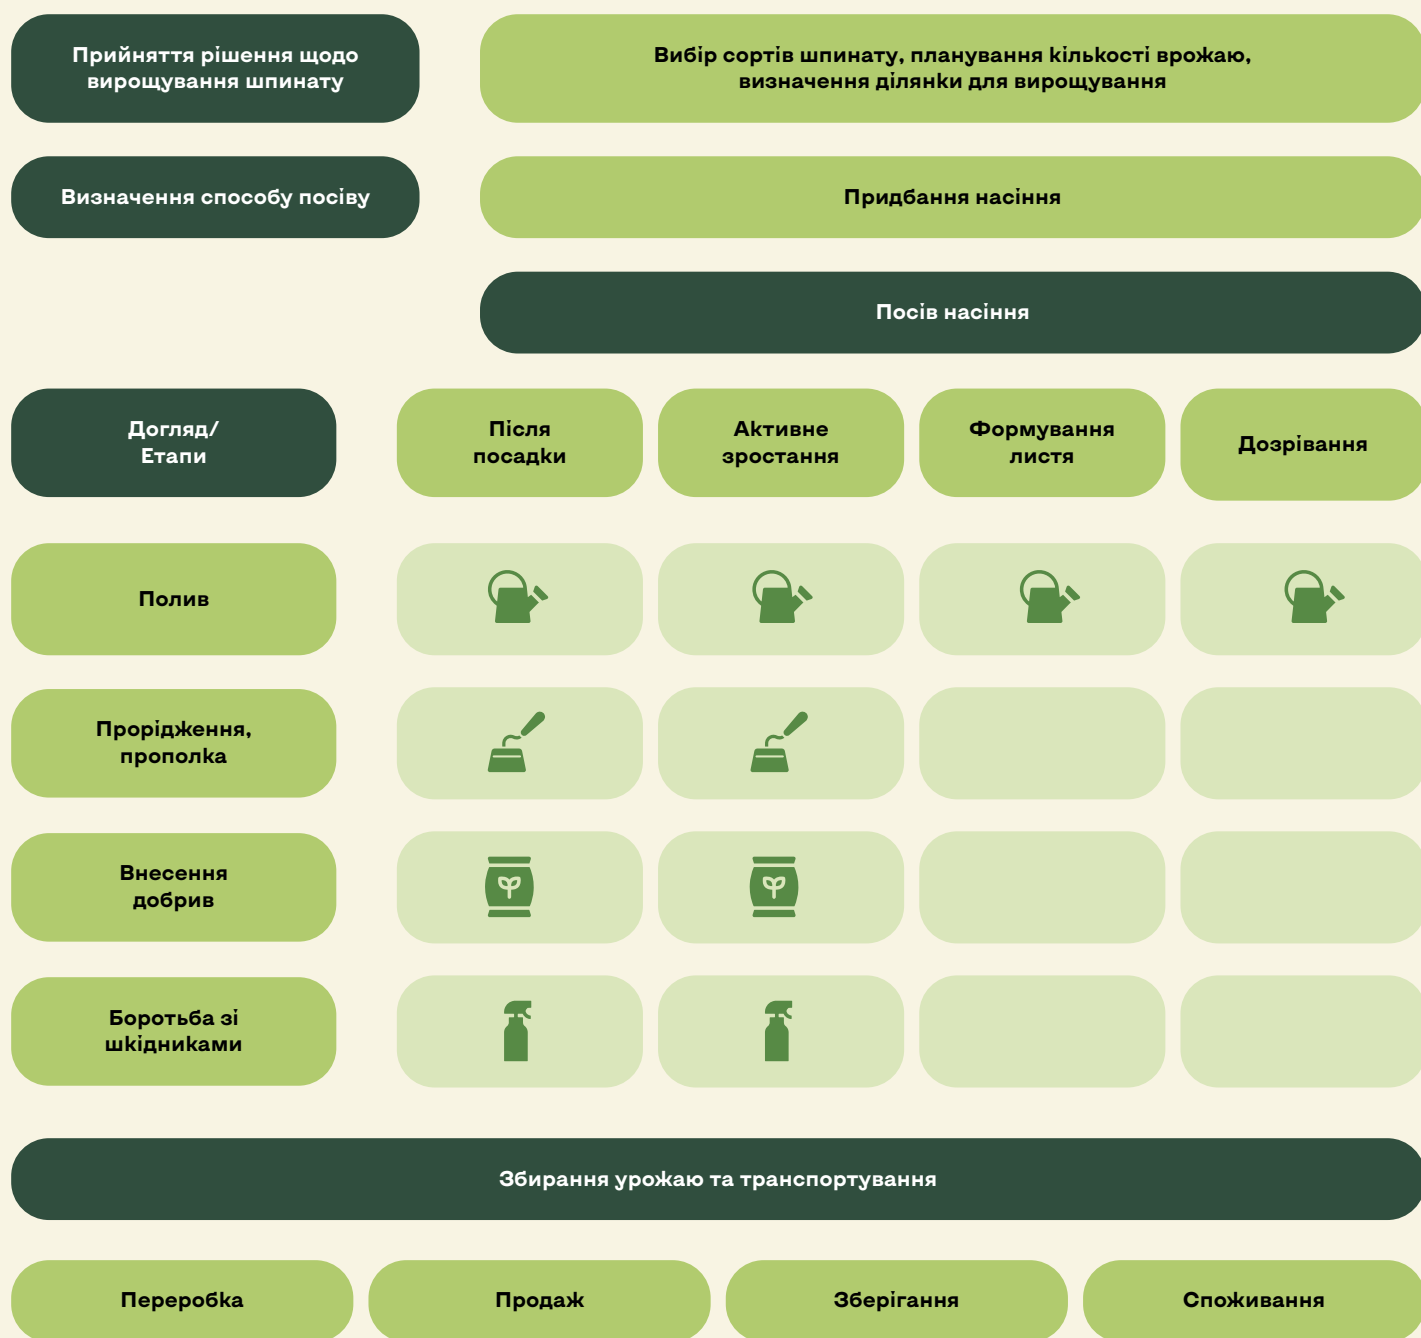 Прийняття рішення щодо
вирощування шпинату
Вибір сортів шпинату, планування кількості врожаю,
визначення ділянки для вирощування
Визначення способу посіву
Придбання насіння
Посів насіння
Догляд/
Етапи
Після
посадки
Активне
зростання
Формування
листя
Дозрівання
Полив
Прорідження,
прополка
Внесення
добрив
Боротьба зі
шкідниками
Збирання урожаю та транспортування
Переробка
Продаж
Зберігання
Споживання